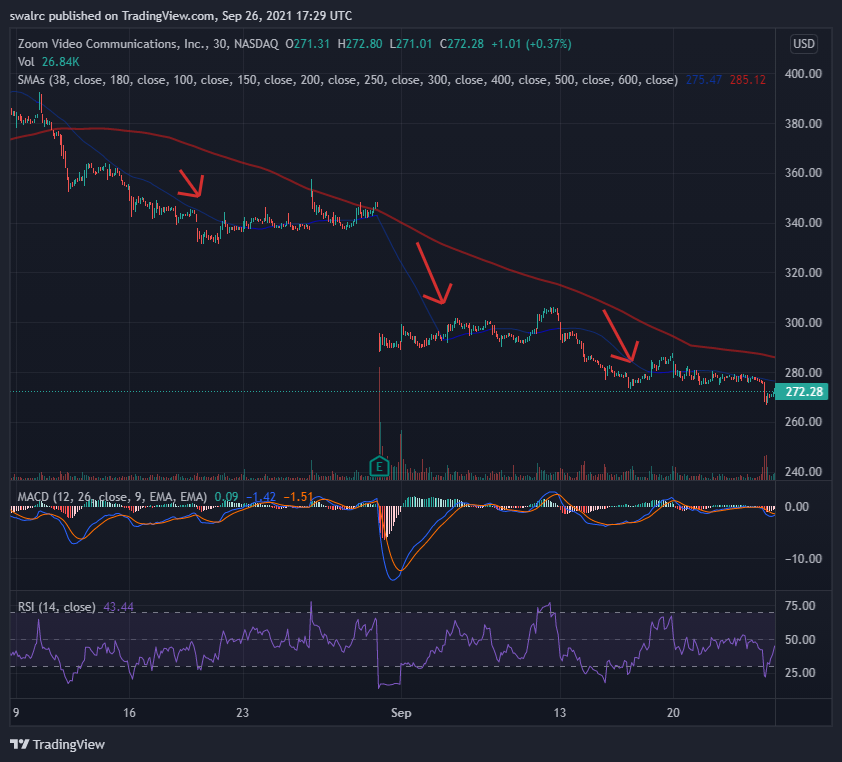 swalrc published on TradingView.com, Sep 26, 2021 17:29 UTC
Zoom Video Communications, Inc., 30, NASDAQ O271.31 H272.80 L271.01 C272.28 +1.01 (+0.37%)
USD
Vol 26.84K
SMAs (38, close, 180, close, 100, close, 150, close, 200, close, 250, close, 300, close, 400, close, 500, close, 600, close) 275.47 285.12
400.00
380.00
360.00
340.00
320.00
300.00
280.00
272.28
260.00
E
240.00
MACD (12, 26, close, 9, EMA, EMA) 0.09 −1.42 −1.51
0.00
−10.00
RSI (14, close) 43.44
75.00
50.00
25.00
9 16 23 Sep 13 20
TradingView